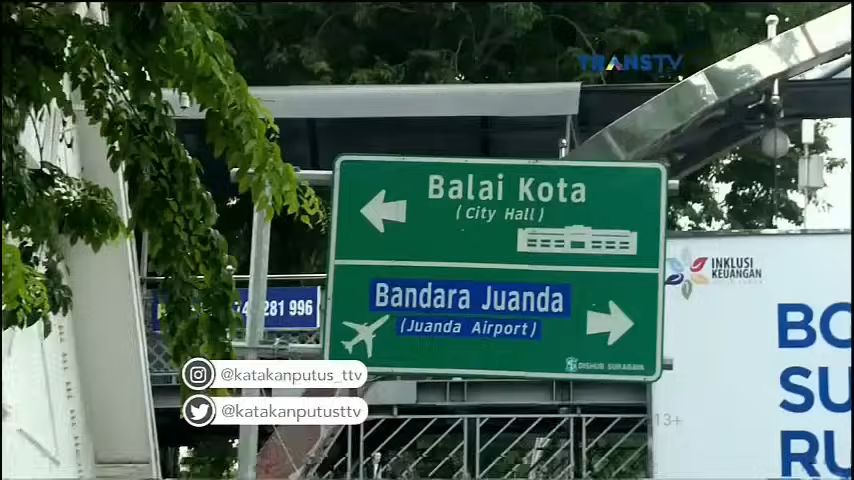 TRANSTV
Balai Kota
(City Hall)
Bandara Juanda
(Juanda Airport)
DISHUB SURABAYA
281 996
INKLUSI
KEUANGAN
BO
SU
RU
@katakanputus_ttv
@katakanputusttv
13+